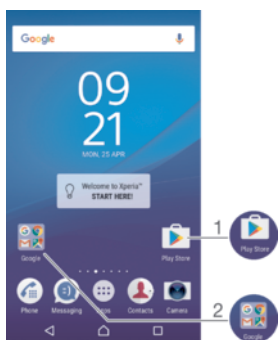 Google
09
21
MON, 25 APR
Welcome to Xperia™
START HERE!
Google
Play Store
1
Play Store
Phone
Messaging
Apps
Contacts
Camera
2
Google